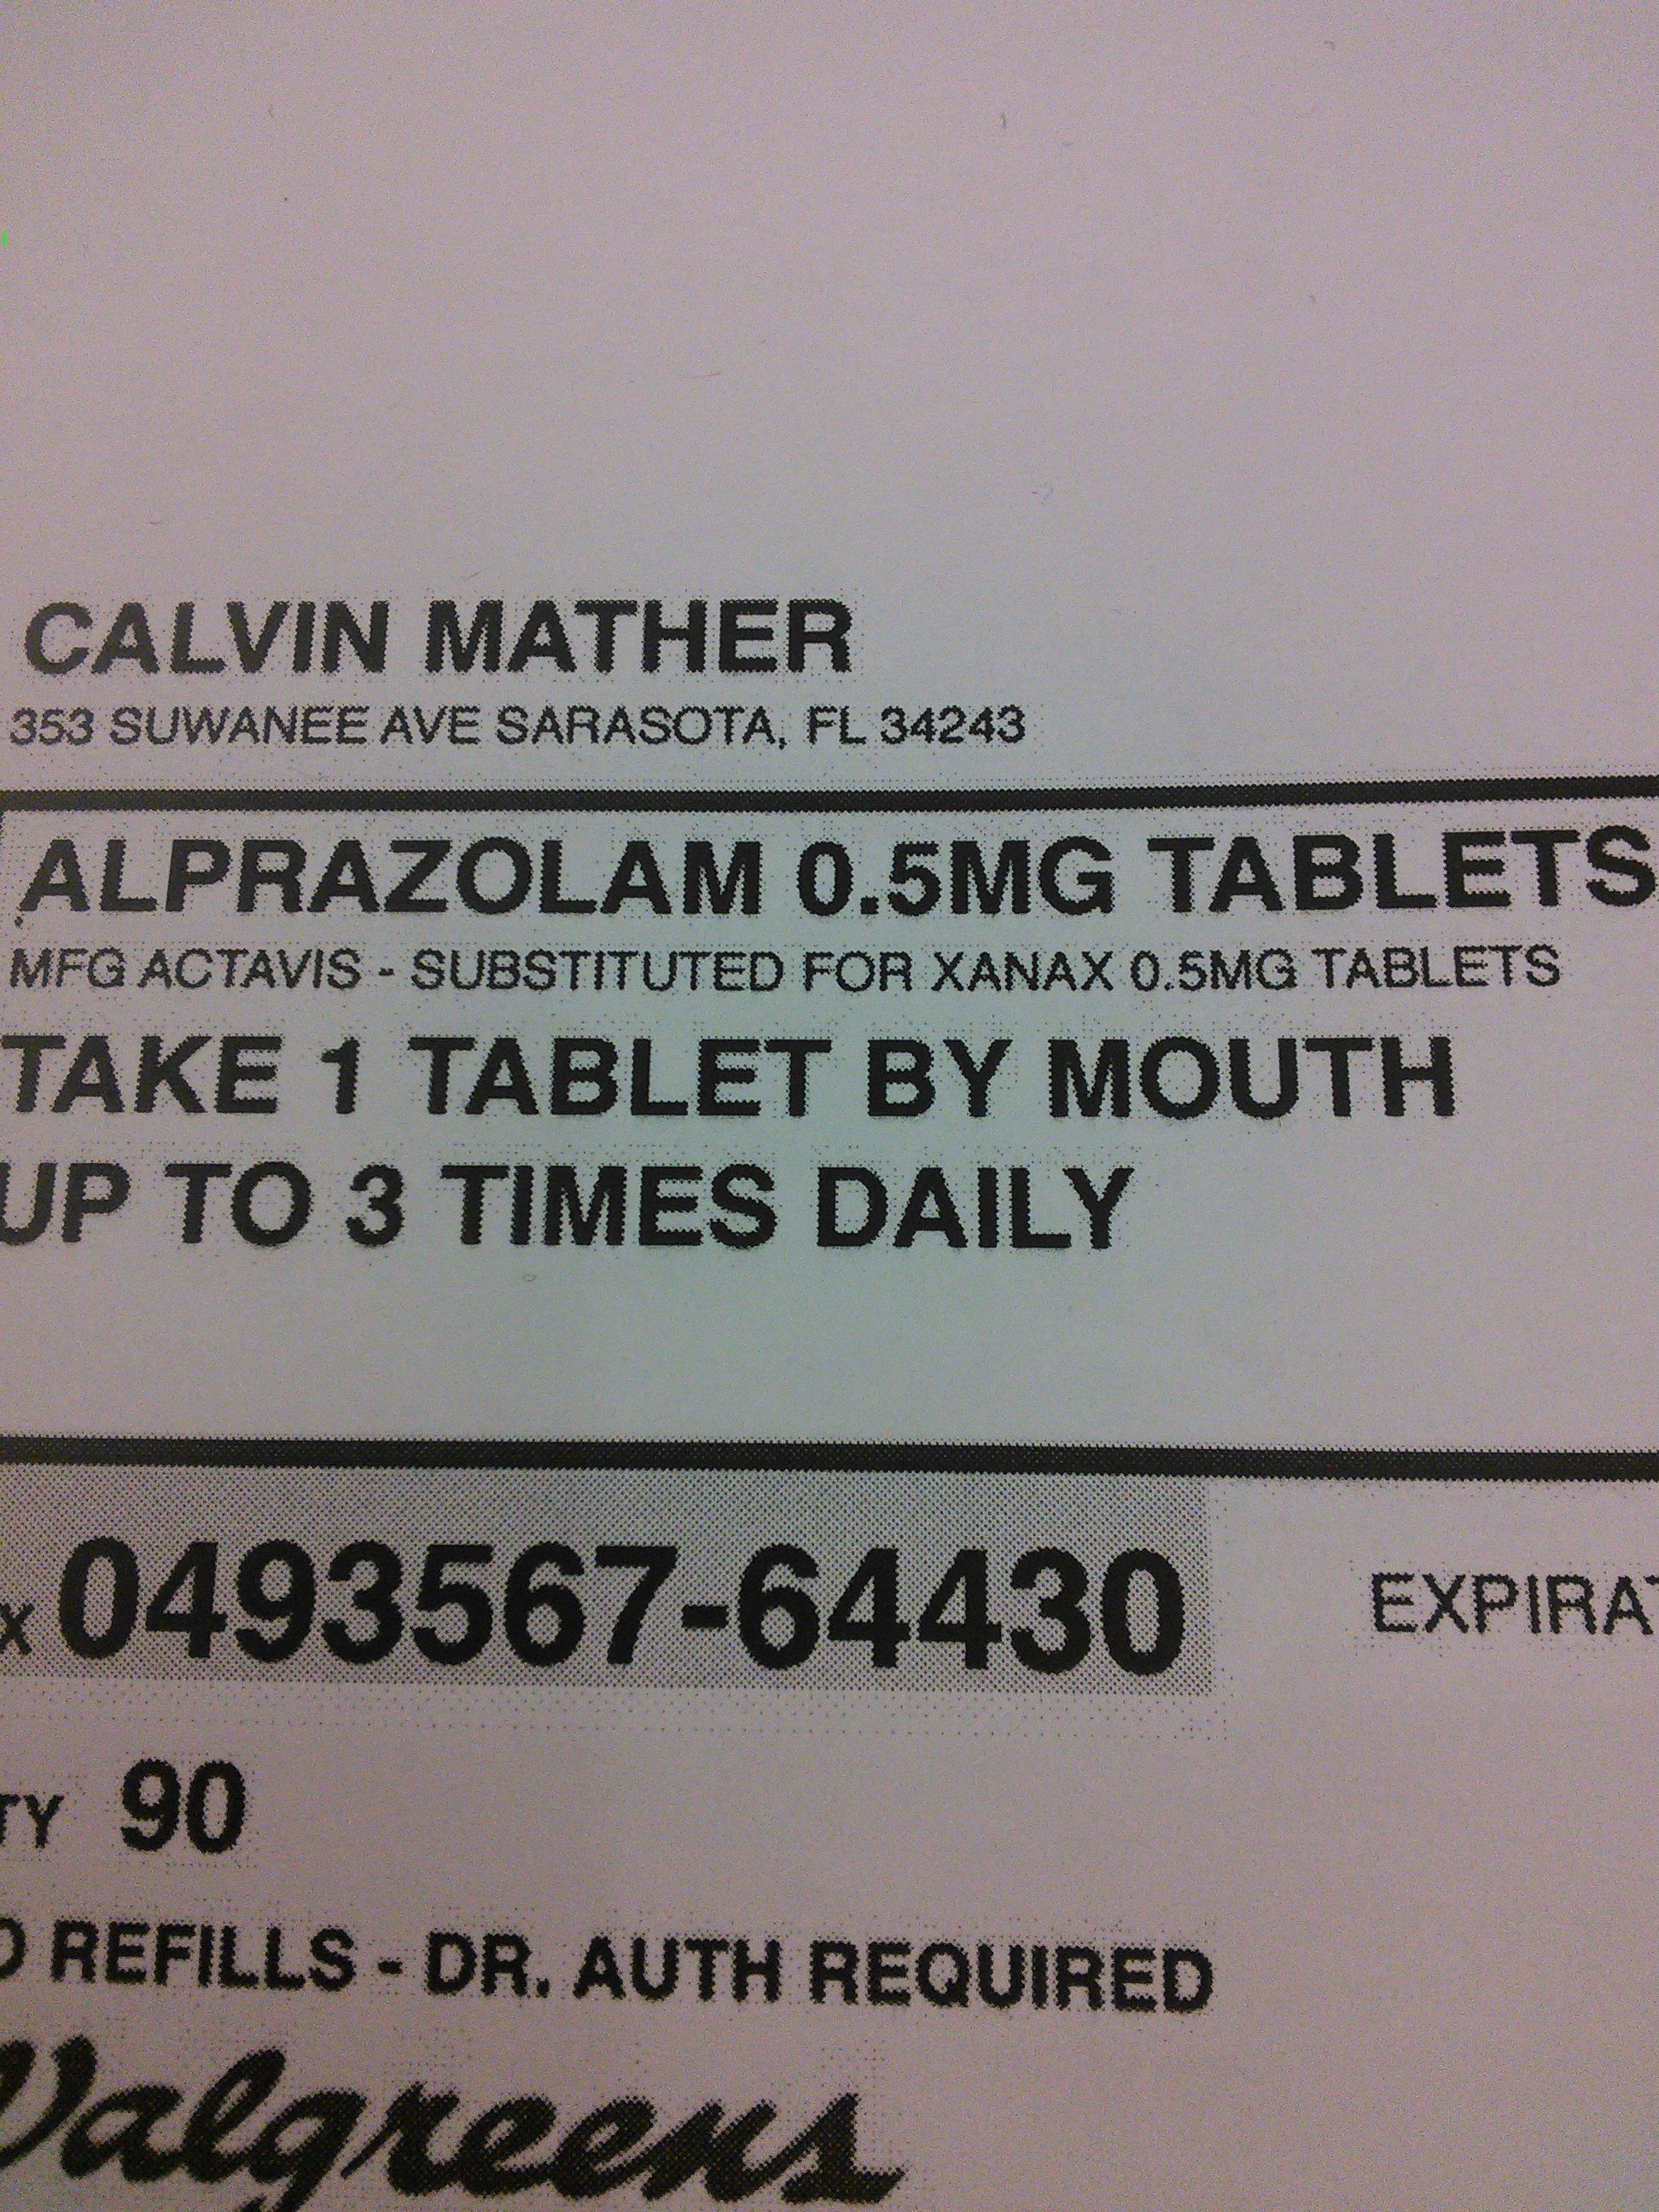 CALVIN MATHER
353 SUWANEE AVE SARASOTA, FL 34243
ALPRAZOLAM 0.5MG TABLETS
MFG ACTAVIS - SUBSTITUTED FOR XANAX 0.5MG TABLETS
TAKE 1 TABLET BY MOUTH
UP TO 3 TIMES DAILY
0493567-64430 EXPIRAT
TY 90
O REFILLS - DR. AUTH REQUIRED
Walgreens